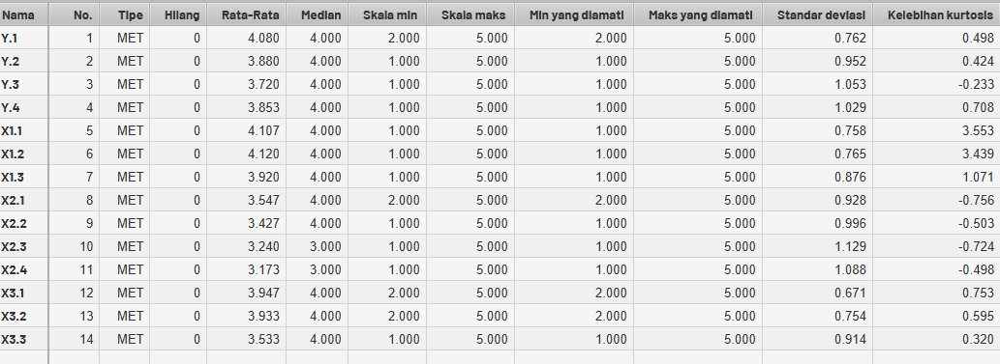 Nama No. Tipe Hilang Rata-Rata Median Skala min Skala maks Min yang diamati Maks yang diamati Standar deviasi Kelebihan kurtosis
Y.1 1 MET 0 4.080 4.000 2.000 5.000 2.000 5.000 0.762 0.498
Y.2 2 MET 0 3.880 4.000 1.000 5.000 1.000 5.000 0.952 0.424
Y.3 3 MET 0 3.720 4.000 1.000 5.000 1.000 5.000 1.053 -0.233
Y.4 4 MET 0 3.853 4.000 1.000 5.000 1.000 5.000 1.029 0.708
X1.1 5 MET 0 4.107 4.000 1.000 5.000 1.000 5.000 0.758 3.553
X1.2 6 MET 0 4.120 4.000 1.000 5.000 1.000 5.000 0.765 3.439
X1.3 7 MET 0 3.920 4.000 1.000 5.000 1.000 5.000 0.876 1.071
X2.1 8 MET 0 3.547 4.000 2.000 5.000 2.000 5.000 0.928 -0.756
X2.2 9 MET 0 3.427 4.000 1.000 5.000 1.000 5.000 0.996 -0.503
X2.3 10 MET 0 3.240 3.000 1.000 5.000 1.000 5.000 1.129 -0.724
X2.4 11 MET 0 3.173 3.000 1.000 5.000 1.000 5.000 1.088 -0.498
X3.1 12 MET 0 3.947 4.000 2.000 5.000 2.000 5.000 0.671 0.753
X3.2 13 MET 0 3.933 4.000 2.000 5.000 2.000 5.000 0.754 0.595
X3.3 14 MET 0 3.533 4.000 1.000 5.000 1.000 5.000 0.914 0.320